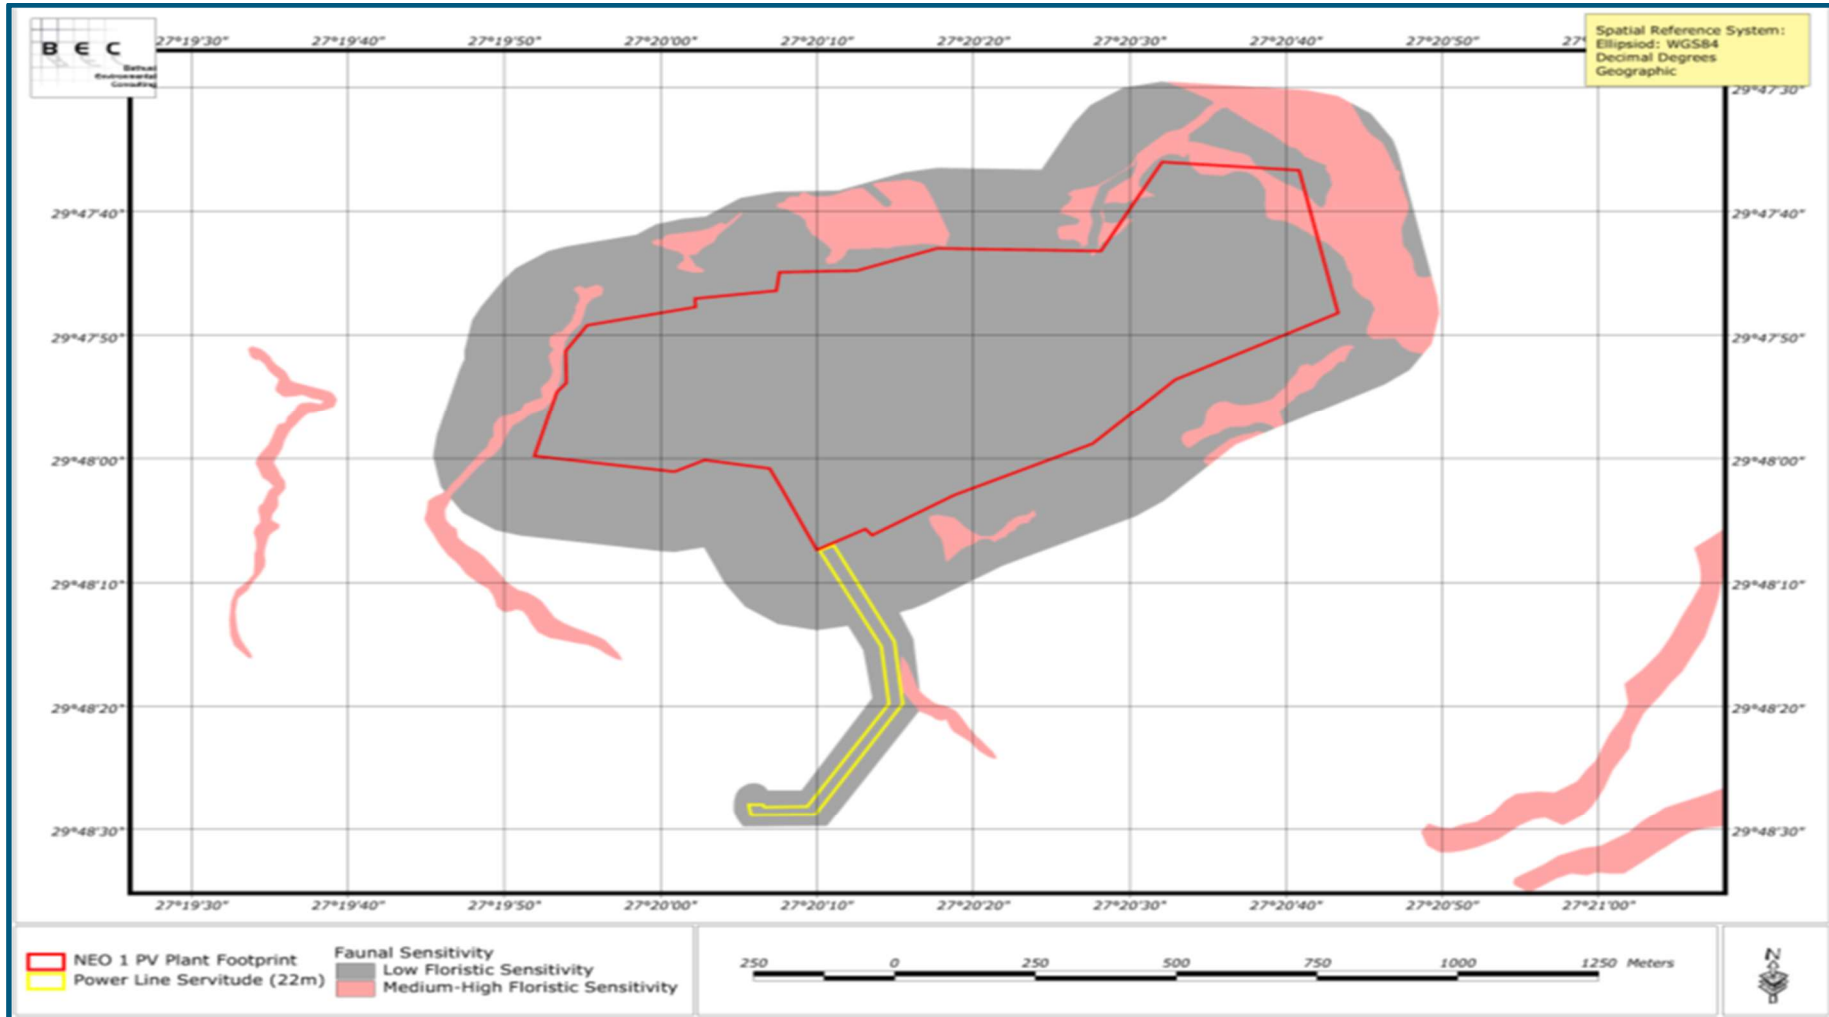 B E C
Bathusi
Environmental
Consulting
27°19'30" 27°19'40" 27°19'50" 27°20'00" 27°20'10" 27°20'20" 27°20'30" 27°20'40" 27°20'50"
Spatial Reference System:
Ellipsiod: WGS84
Decimal Degrees
Geographic
29°47'30"
29°47'40" 29°47'40"
29°47'50" 29°47'50"
29°48'00" 29°48'00"
29°48'10" 29°48'10"
29°48'20" 29°48'20"
29°48'30" 29°48'30"
27°19'30" 27°19'40" 27°19'50" 27°20'00" 27°20'10" 27°20'20" 27°20'30" 27°20'40" 27°20'50" 27°21'00"
NEO 1 PV Plant Footprint
Power Line Servitude (22m)
Faunal Sensitivity
Low Floristic Sensitivity
Medium-High Floristic Sensitivity
250 0 250 500 750 1000 1250 Meters
N